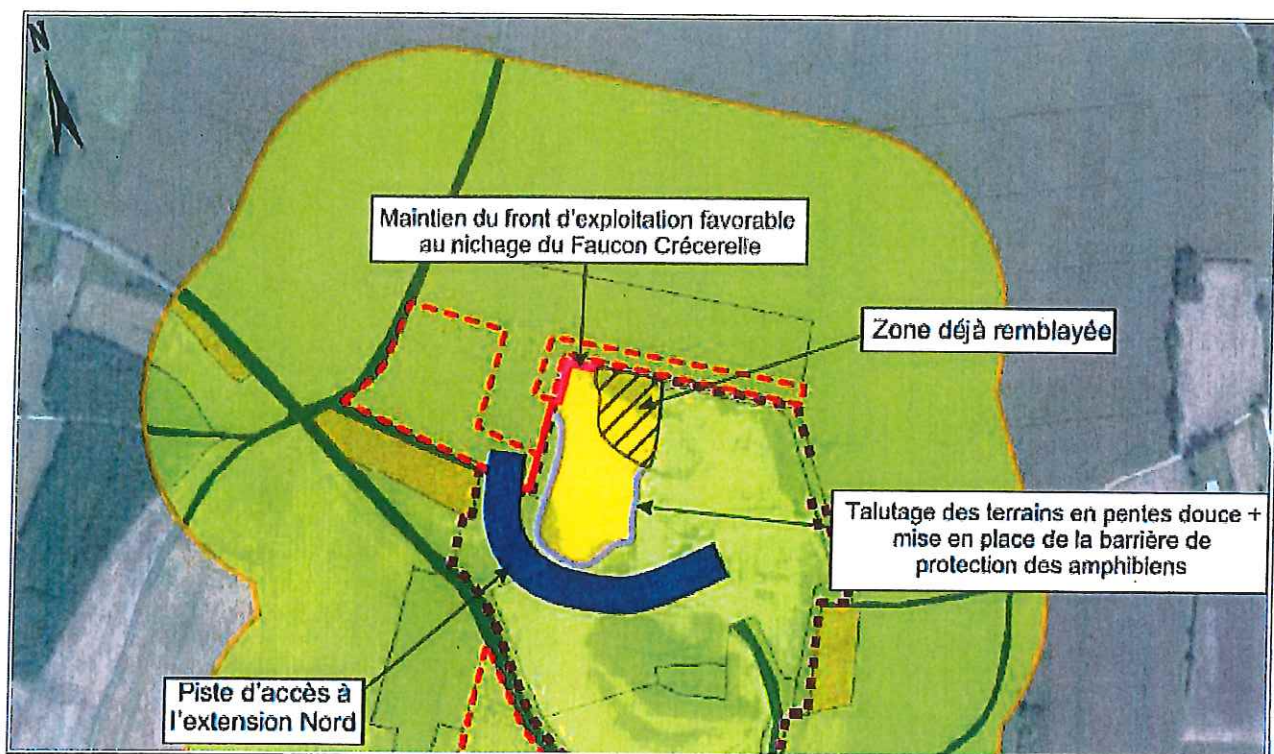 N
Maintien du front d'exploitation favorable
au nichage du Faucon Crécerelle
Zone déjà remblayée
Talutage des terrains en pentes douce +
mise en place de la barrière de
protection des amphibiens
Piste d'accès à
l'extension Nord